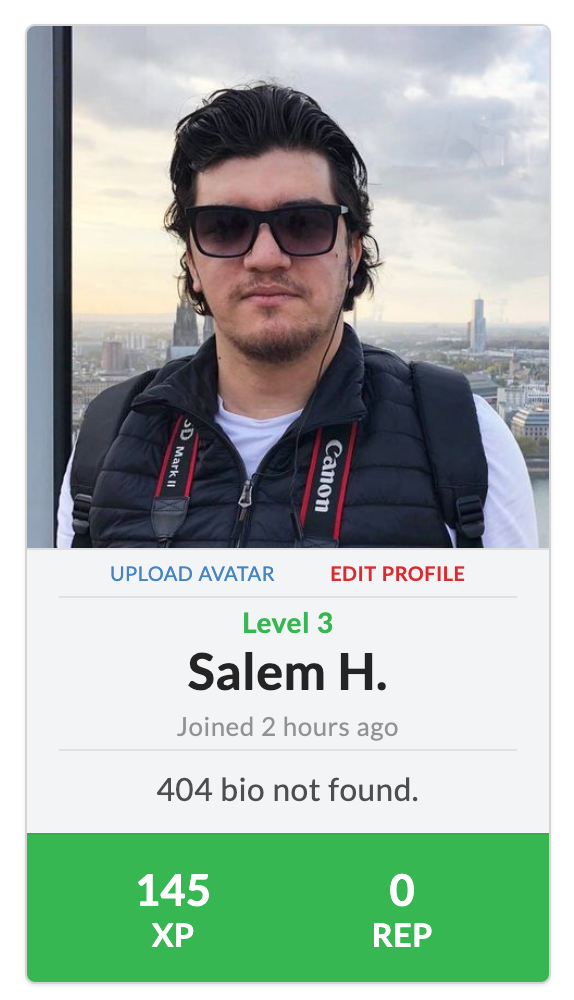 D Mark II
Canon
UPLOAD AVATAR EDIT PROFILE
Level 3
Salem H.
Joined 2 hours ago
404 bio not found.
145 0
XP REP